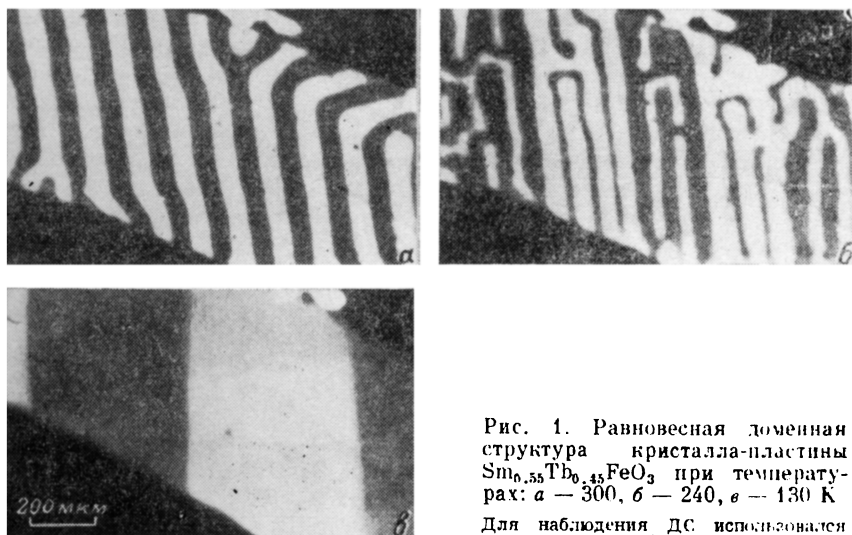 а
б
200 мкм
в
Рис. 1. Равновесная доменная
структура кристалла-пластины
Sm₀.₅₅Tb₀.₄₅FeO₃ при температу-
рах: а — 300, б — 240, в — 130 К
Для наблюдения ДС использовался